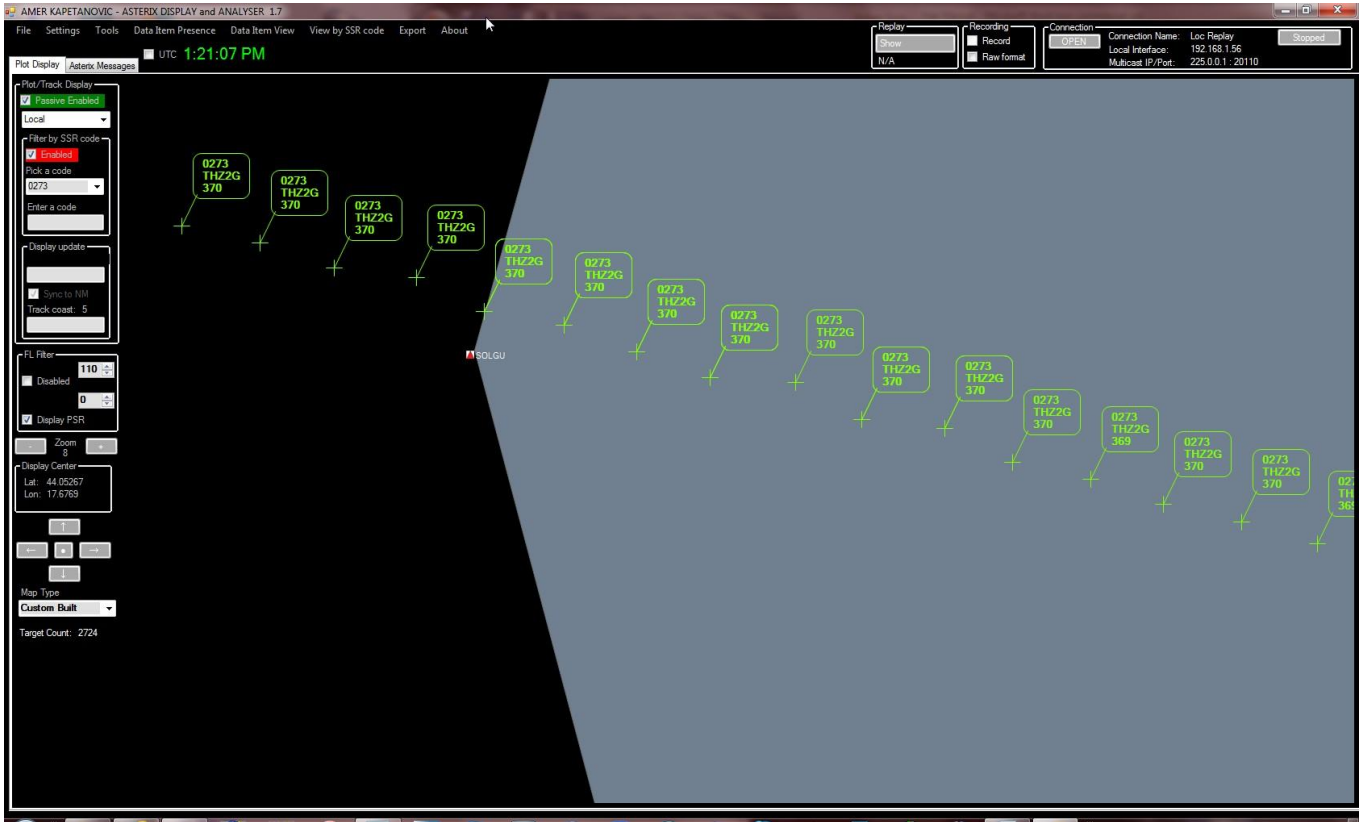 AMER KAPETANOVIC - ASTERIX DISPLAY and ANALYSER 1.7
File Settings Tools Data Item Presence Data Item View View by SSR code Export About
UTC 1:21:07 PM
Plot Display Asterix Messages
Replay
Show
N/A
Recording
Record
Raw format
Connection
OPEN
Connection Name: Loc Replay
Local Interface: 192.168.1.56
Multicast IP/Port: 225.0.0.1 : 20110
Stopped
Plot/Track Display
Passive Enabled
Local
Filter by SSR code
Enabled
Pick a code
0273
Enter a code
Display update
Sync to NM
Track coast: 5
FL Filter
110
Disabled
0
Display PSR
- Zoom +
8
Display Center
Lat: 44.05267
Lon: 17.6769
↑
← • →
↓
Map Type
Custom Built
Target Count: 2724
0273
THZ2G
370
0273
THZ2G
370
0273
THZ2G
370
0273
THZ2G
370
0273
THZ2G
370
0273
THZ2G
370
0273
THZ2G
370
0273
THZ2G
370
0273
THZ2G
370
0273
THZ2G
370
0273
THZ2G
370
0273
THZ2G
370
0273
THZ2G
369
0273
THZ2G
370
0273
THZ2G
370
027
TH
369
SOLGU